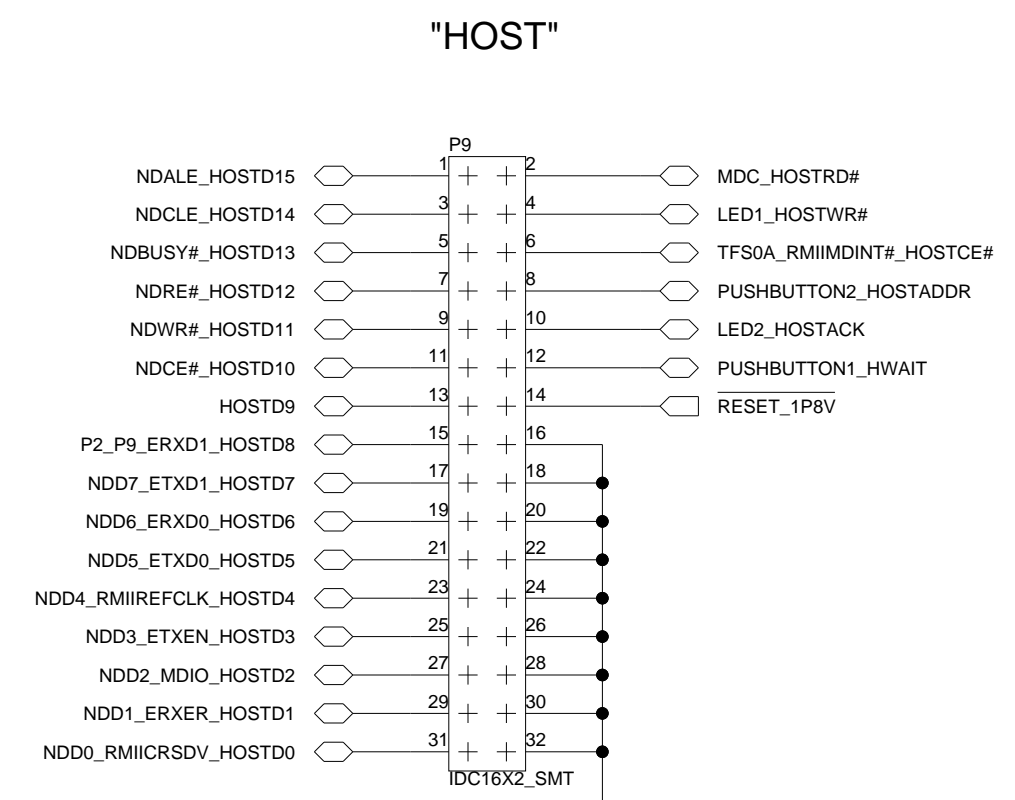 "HOST"
P9
NDALE_HOSTD15 1 2 MDC_HOSTRD#
NDCLE_HOSTD14 3 4 LED1_HOSTWR#
NDBUSY#_HOSTD13 5 6 TFS0A_RMIIMDINT#_HOSTCE#
NDRE#_HOSTD12 7 8 PUSHBUTTON2_HOSTADDR
NDWR#_HOSTD11 9 10 LED2_HOSTACK
NDCE#_HOSTD10 11 12 PUSHBUTTON1_HWAIT
HOSTD9 13 14 RESET_1P8V
P2_P9_ERXD1_HOSTD8 15 16
NDD7_ETXD1_HOSTD7 17 18
NDD6_ERXD0_HOSTD6 19 20
NDD5_ETXD0_HOSTD5 21 22
NDD4_RMIIREFCLK_HOSTD4 23 24
NDD3_ETXEN_HOSTD3 25 26
NDD2_MDIO_HOSTD2 27 28
NDD1_ERXER_HOSTD1 29 30
NDD0_RMIICRSDV_HOSTD0 31 32
IDC16X2_SMT